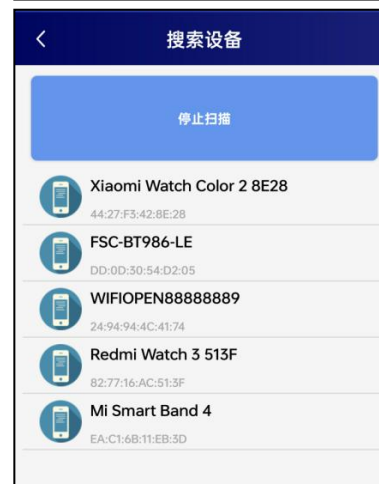 搜索设备
停止扫描
Xiaomi Watch Color 2 8E28
44:27:F3:42:8E:28
FSC-BT986-LE
DD:0D:30:54:D2:05
WIFIOPEN88888889
24:94:94:4C:41:74
Redmi Watch 3 513F
82:77:16:AC:51:3F
Mi Smart Band 4
EA:C1:6B:11:EB:3D